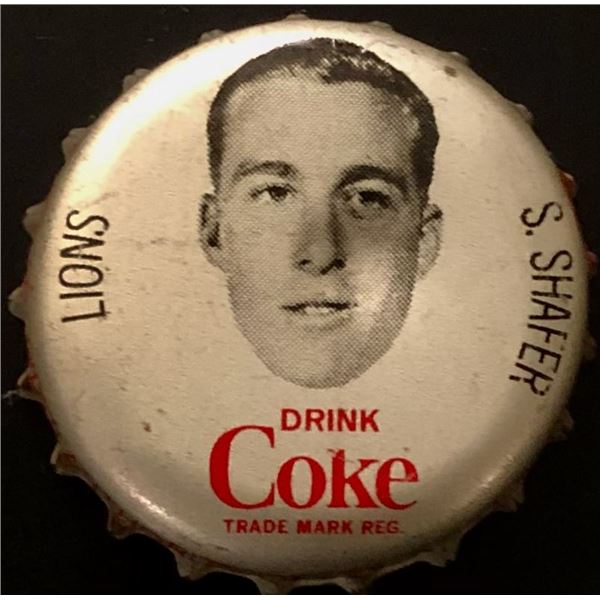 LIONS
S. SHAFER
DRINK
Coke
TRADE MARK REG.